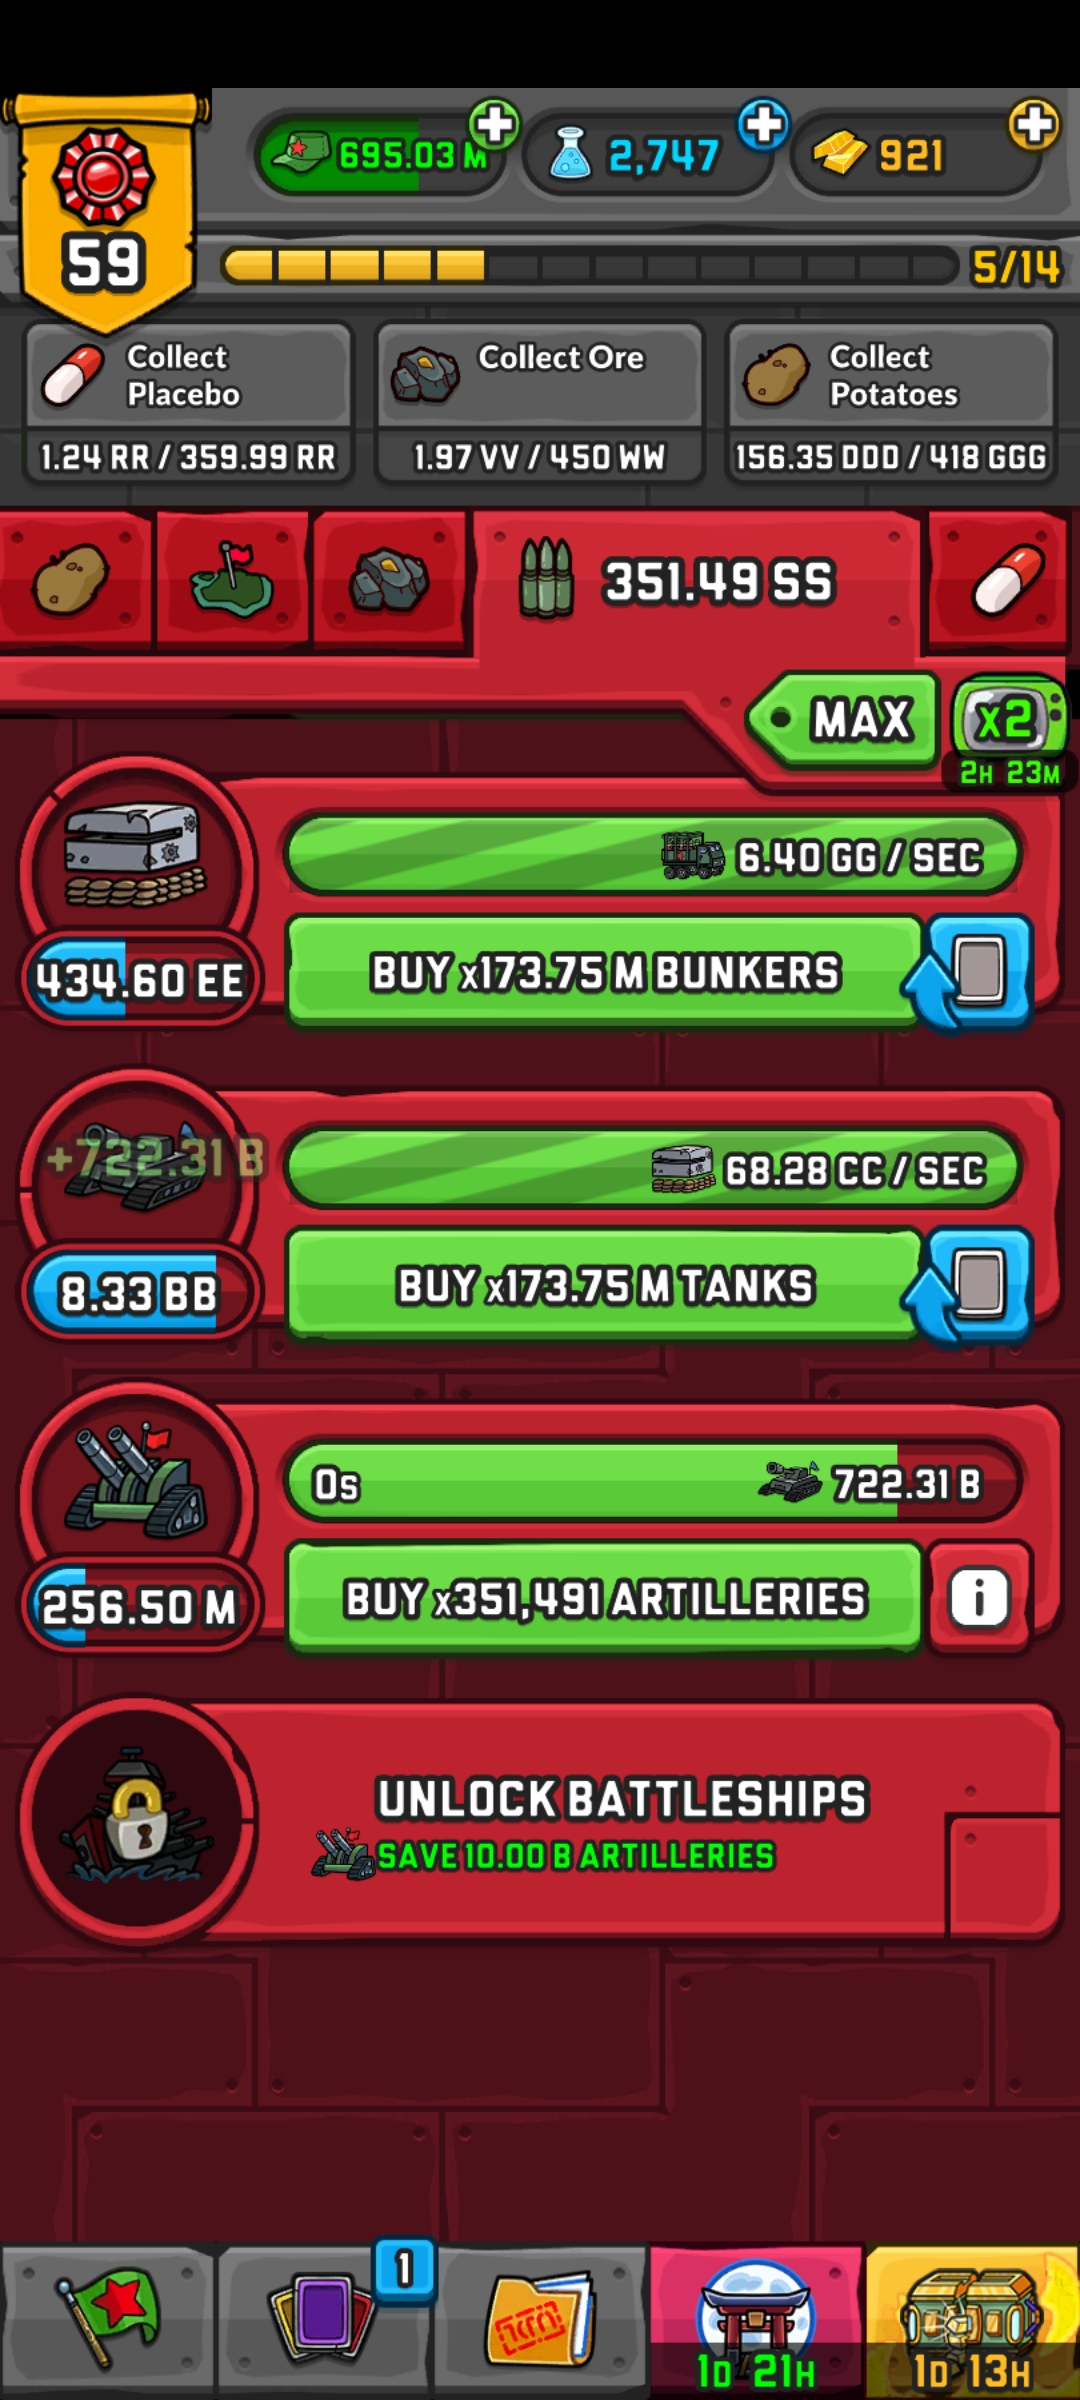 695.03 M
2,747
921
59
5/14
Collect
Placebo
1.24 RR / 359.99 RR
Collect Ore
1.97 VV / 450 WW
Collect
Potatoes
156.35 DDD / 418 GGG
351.49 SS
MAX
x2
2H 23M
6.40 GG / SEC
434.60 EE
BUY x173.75 M BUNKERS
+722.31 B
68.28 CC / SEC
8.33 BB
BUY x173.75 M TANKS
0s
722.31 B
256.50 M
BUY x351,491 ARTILLERIES
i
UNLOCK BATTLESHIPS
SAVE 10.00 B ARTILLERIES
1
1D 21H
1D 13H